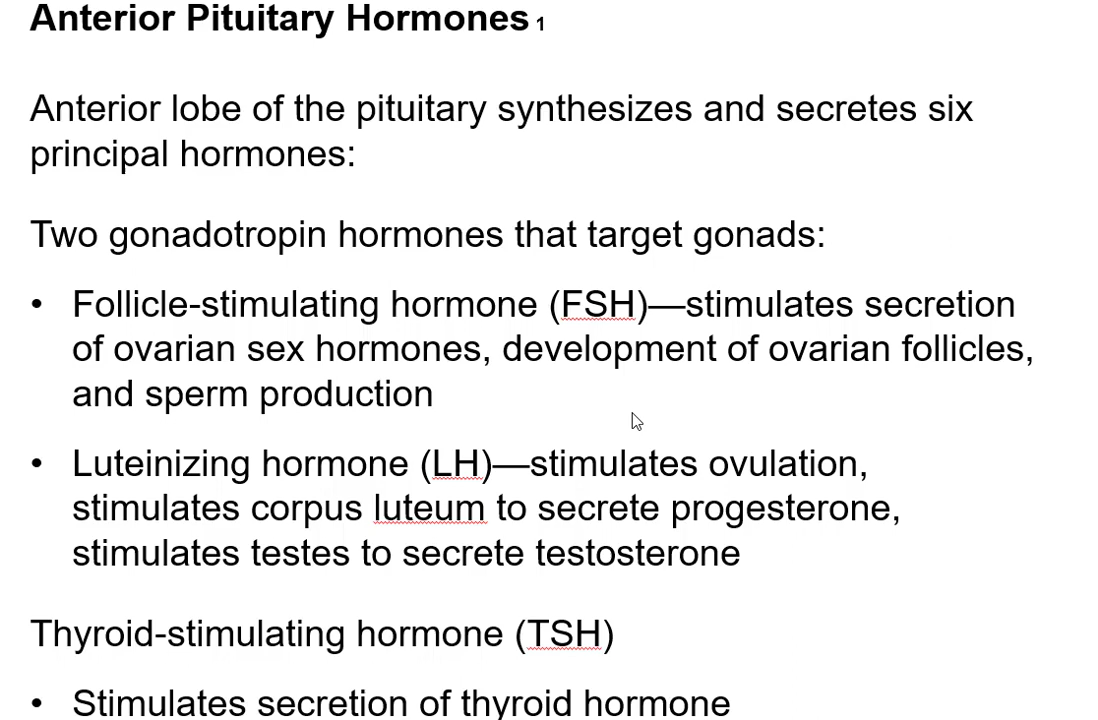 Anterior Pituitary Hormones 1
Anterior lobe of the pituitary synthesizes and secretes six
principal hormones:
Two gonadotropin hormones that target gonads:
• Follicle-stimulating hormone (FSH)—stimulates secretion
of ovarian sex hormones, development of ovarian follicles,
and sperm production
• Luteinizing hormone (LH)—stimulates ovulation,
stimulates corpus luteum to secrete progesterone,
stimulates testes to secrete testosterone
Thyroid-stimulating hormone (TSH)
• Stimulates secretion of thyroid hormone